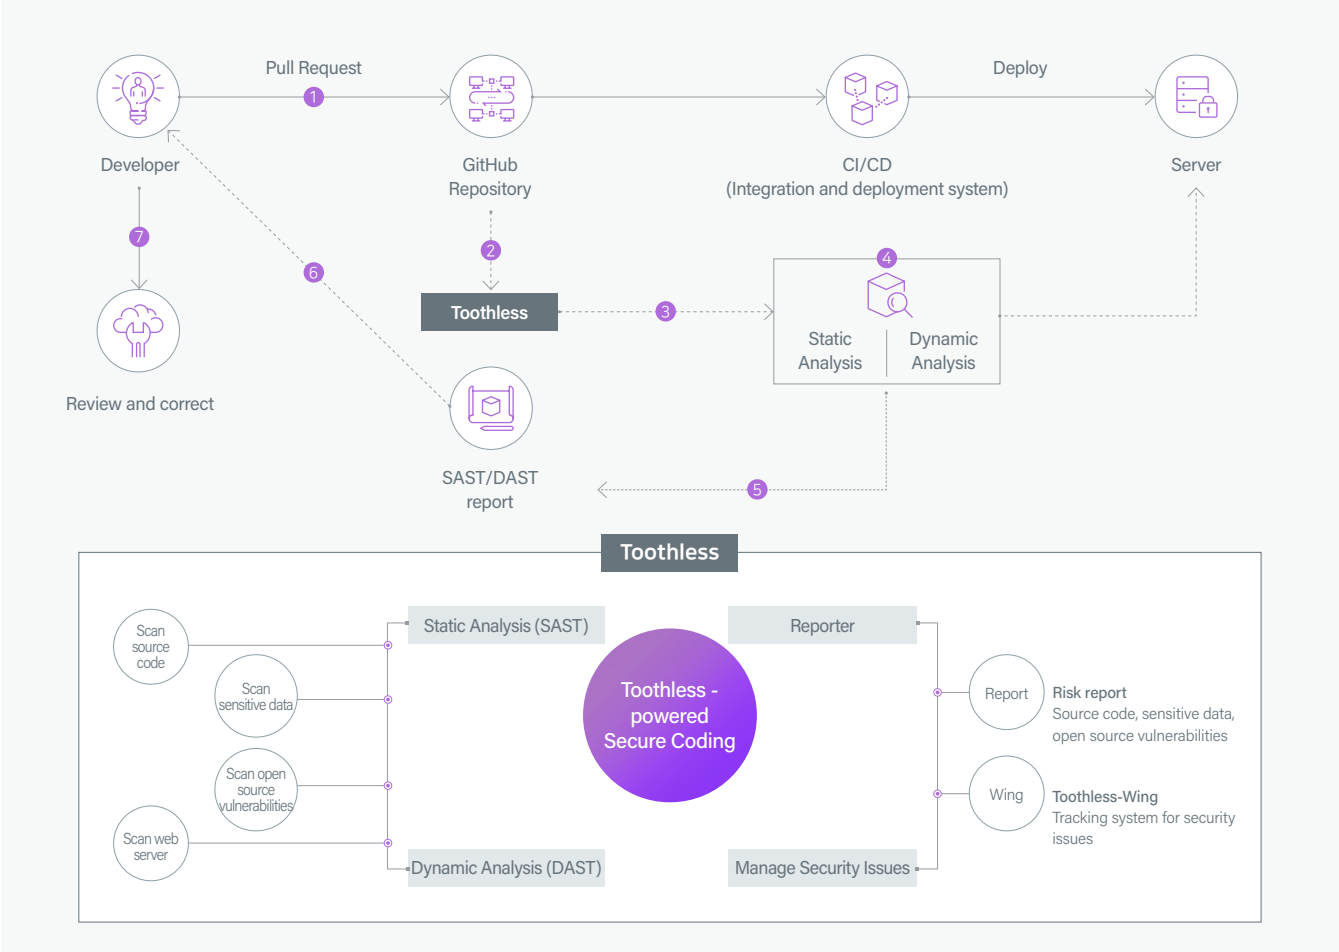 Pull Request
1
Deploy
Developer
GitHub
Repository
CI/CD
(Integration and deployment system)
Server
7
2
6
4
Toothless
3
Static
Analysis
Dynamic
Analysis
Review and correct
SAST/DAST
report
5
Toothless
Scan
source
code
Scan
sensitive data
Scan open
source
vulnerabilities
Scan web
server
Static Analysis (SAST)
Dynamic Analysis (DAST)
Toothless -
powered
Secure Coding
Reporter
Manage Security Issues
Report
Risk report
Source code, sensitive data,
open source vulnerabilities
Wing
Toothless-Wing
Tracking system for security
issues